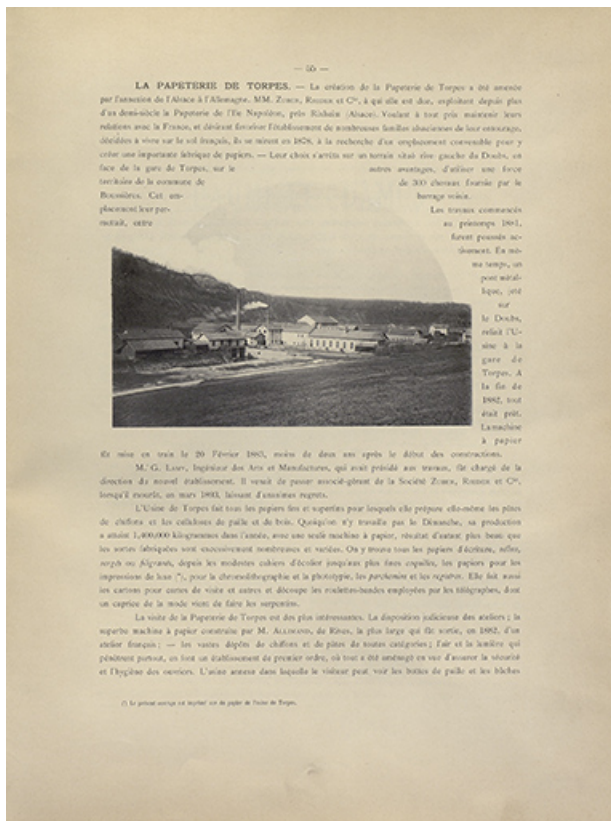 — 55 —
LA PAPETERIE DE TORPES. — La création de la Papeterie de Torpes a été amenée
par l'annexion de l'Alsace à l'Allemagne. MM. Zuber, Rieder et Cie, à qui elle est due, exploitent depuis plus
d'un demi-siècle la Papeterie de l'Ile Napoléon, près Rixheim (Alsace). Voulant à tout prix maintenir leurs
relations avec la France, et désirant favoriser l'établissement de nombreuses familles alsaciennes de leur entourage,
décidées à vivre sur le sol français, ils se mirent en 1878, à la recherche d'un emplacement convenable pour y
créer une importante fabrique de papiers. — Leur choix s'arrêta sur un terrain situé rive gauche du Doubs, en
face de la gare de Torpes, sur le autres avantages, d'utiliser une force
territoire de la commune de de 300 chevaux fournie par le
Boussières. Cet em- barrage voisin.
placement leur per- Les travaux commencés
mettait, entre au printemps 1881,
furent poussés ac-
tivement. En mê-
me temps, un
pont métal-
lique, jeté
sur
le Doubs,
reliait l'U-
sine à la
gare de
Torpes. A
la fin de
1882, tout
était prêt.
La machine
à papier
fût mise en train le 20 Février 1883, moins de deux ans après le début des constructions.
M. G. Lamy, Ingénieur des Arts et Manufactures, qui avait présidé aux travaux, fût chargé de la
direction du nouvel établissement. Il venait de passer associé-gérant de la Société Zuber, Rieder et Cie,
lorsqu'il mourût, en mars 1893, laissant d'unanimes regrets.
L'Usine de Torpes fait tous les papiers fins et superfins pour lesquels elle prépare elle-même les pâtes
de chiffons et les celluloses de paille et de bois. Quoiqu'on n'y travaille pas le Dimanche, sa production
a atteint 1,400,000 kilogrammes dans l'année, avec une seule machine à papier, résultat d'autant plus beau que
les sortes fabriquées sont excessivement nombreuses et variées. On y trouve tous les papiers d'écriture, vélins,
vergés ou filigranés, depuis les modestes cahiers d'écolier jusqu'aux plus fines coquilles, les papiers pour les
impressions de luxe (*), pour la chromolithographie et la phototypie, les parchemins et les registres. Elle fait aussi
les cartons pour cartes de visite et autres et découpe les roulettes-bandes employées par les télégraphes, dont
un caprice de la mode vient de faire les serpentins.
La visite de la Papeterie de Torpes est des plus intéressantes. La disposition judicieuse des ateliers ; la
superbe machine à papier construite par M. Allimand, de Rives, la plus large qui fût sortie, en 1882, d'un
atelier français ; — les vastes dépôts de chiffons et de pâtes de toutes catégories ; l'air et la lumière qui
pénètrent partout, en font un établissement de premier ordre, où tout a été aménagé en vue d'assurer la sécurité
et l'hygiène des ouvriers. L'usine annexe dans laquelle le visiteur peut voir les bottes de paille et les bûches
(*) Le présent ouvrage est imprimé sur du papier de l'usine de Torpes.